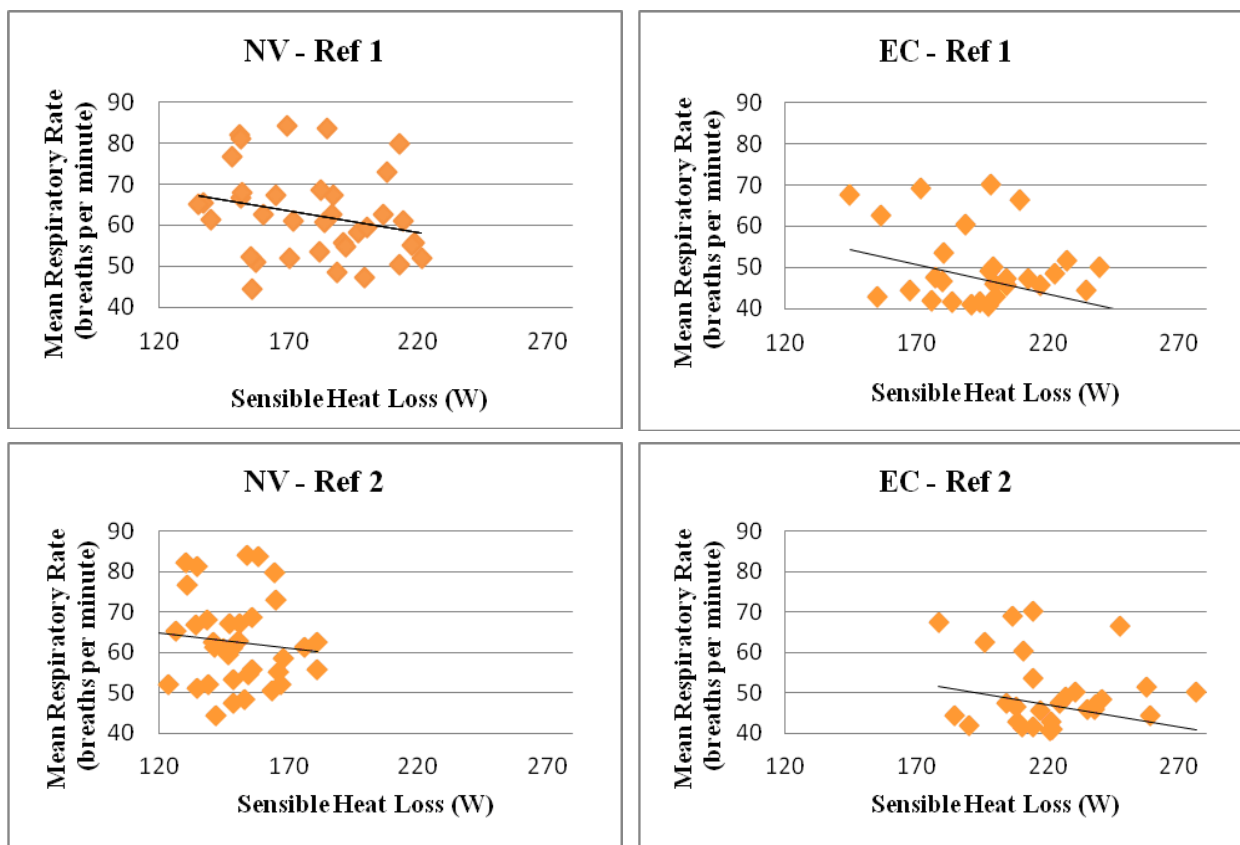 NV - Ref 1
Mean Respiratory Rate
(breaths per minute)
90
80
70
60
50
40
120 170 220 270
Sensible Heat Loss (W)
EC - Ref 1
Mean Respiratory Rate
(breaths per minute)
90
80
70
60
50
40
120 170 220 270
Sensible Heat Loss (W)
NV - Ref 2
Mean Respiratory Rate
(breaths per minute)
90
80
70
60
50
40
120 170 220 270
Sensible Heat Loss (W)
EC - Ref 2
Mean Respiratory Rate
(breaths per minute)
90
80
70
60
50
40
120 170 220 270
Sensible Heat Loss (W)